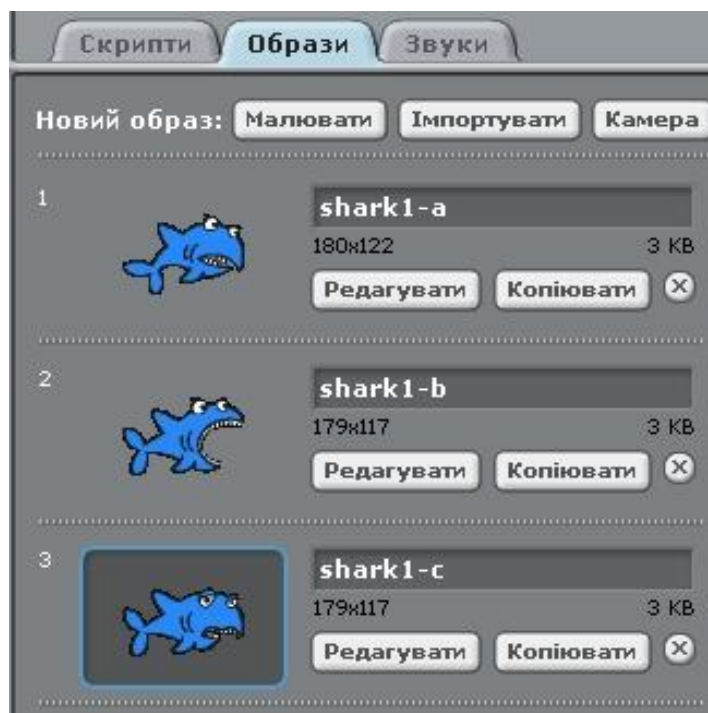 Скрипти Образи Звуки
Новий образ: Малювати Імпортувати Камера
1
shark1-a
180x122 3 KB
Редагувати Копіювати
2
shark1-b
179x117 3 KB
Редагувати Копіювати
3
shark1-c
179x117 3 KB
Редагувати Копіювати